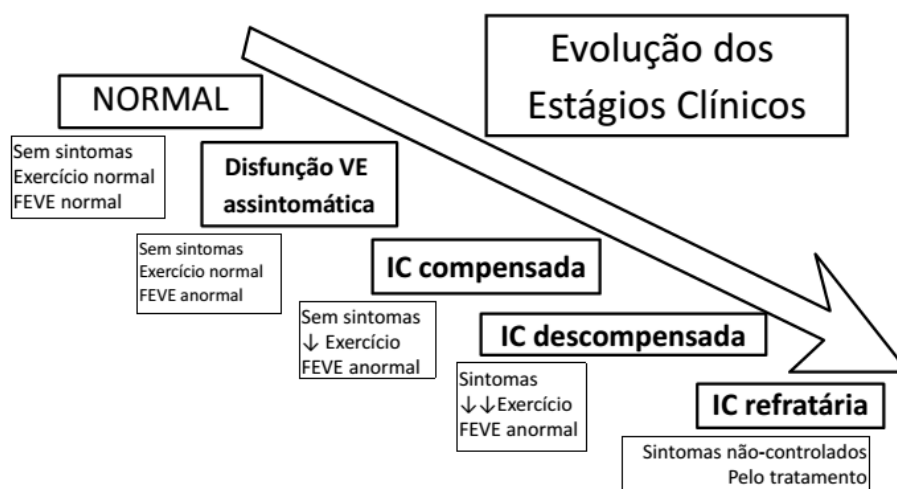 Evolução dos
Estágios Clínicos
NORMAL
Sem sintomas
Exercício normal
FEVE normal
Disfunção VE
assintomática
Sem sintomas
Exercício normal
FEVE anormal
IC compensada
Sem sintomas
↓ Exercício
FEVE anormal
IC descompensada
Sintomas
↓↓Exercício
FEVE anormal
IC refratária
Sintomas não-controlados
Pelo tratamento